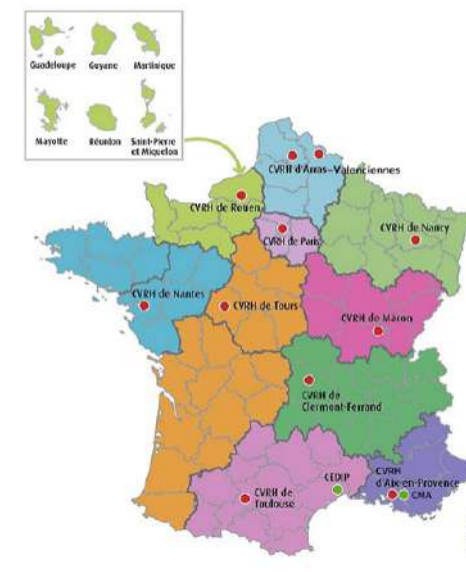 Guadeloupe
Guyane
Martinique
Mayotte
Réunion
Saint-Pierre
et Miquelon
CVRH d'Arras-Valenciennes
CVRH de Rouen
CVRH de Paris
CVRH de Nancy
CVRH de Nantes
CVRH de Tours
CVRH de Mâcon
CVRH de
Clermont-Ferrand
CEDIP
CVRH
d'Aix-en-Provence
CMA
CVRH de
Toulouse